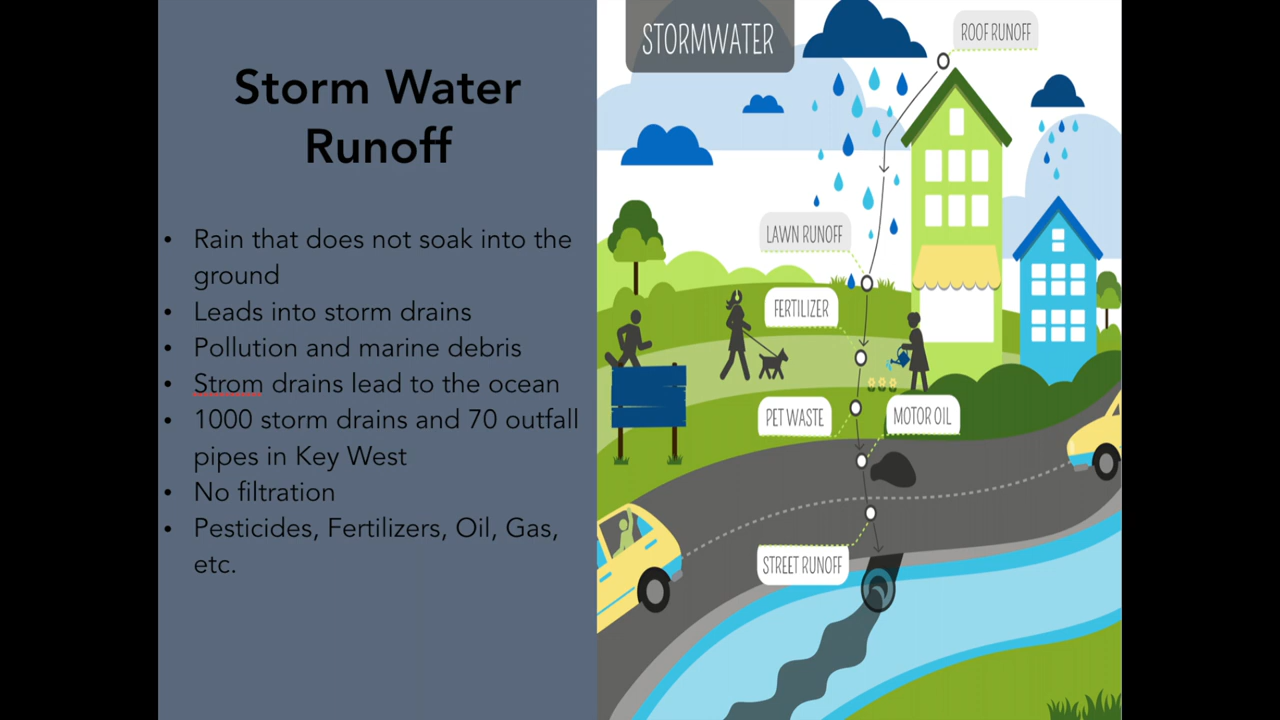 Storm Water
Runoff
• Rain that does not soak into the
ground
• Leads into storm drains
• Pollution and marine debris
• Strom drains lead to the ocean
• 1000 storm drains and 70 outfall
pipes in Key West
• No filtration
• Pesticides, Fertilizers, Oil, Gas,
etc.
STORMWATER
ROOF RUNOFF
LAWN RUNOFF
FERTILIZER
PET WASTE
MOTOR OIL
STREET RUNOFF